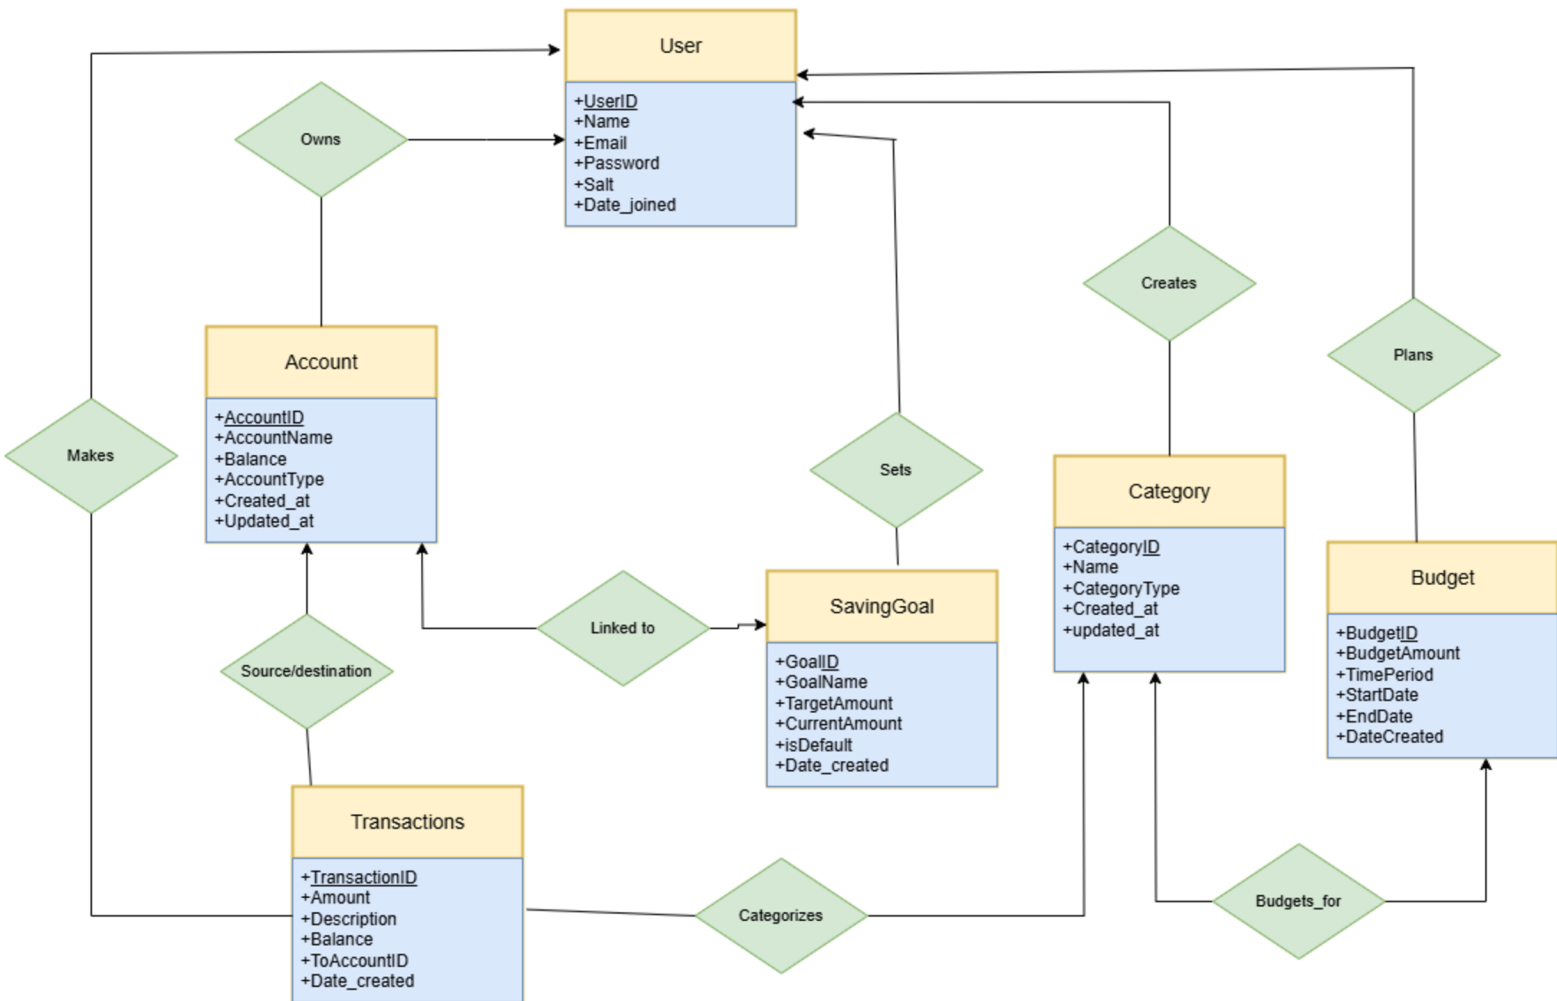 User
+UserID
+Name
+Email
+Password
+Salt
+Date_joined
Owns
Creates
Plans
Account
+AccountID
+AccountName
+Balance
+AccountType
+Created_at
+Updated_at
Makes
Sets
Category
+CategoryID
+Name
+CategoryType
+Created_at
+updated_at
Budget
+BudgetID
+BudgetAmount
+TimePeriod
+StartDate
+EndDate
+DateCreated
SavingGoal
+GoalID
+GoalName
+TargetAmount
+CurrentAmount
+isDefault
+Date_created
Linked to
Source/destination
Transactions
+TransactionID
+Amount
+Description
+Balance
+ToAccountID
+Date_created
Categorizes
Budgets_for